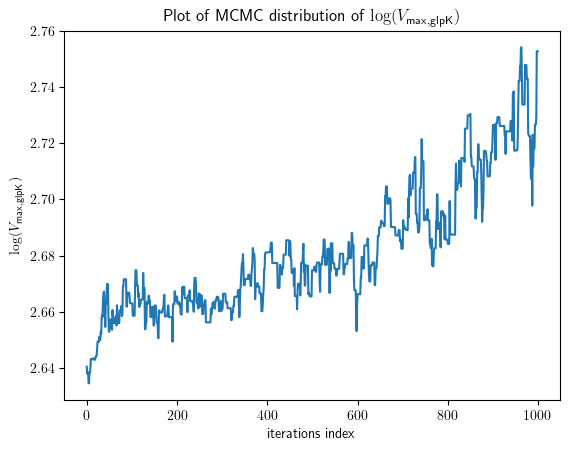 Plot of MCMC distribution of log(V_max,glpK)
2.76
2.74
2.72
2.70
2.68
2.66
2.64
log(V_max,glpK)
0 200 400 600 800 1000
iterations index